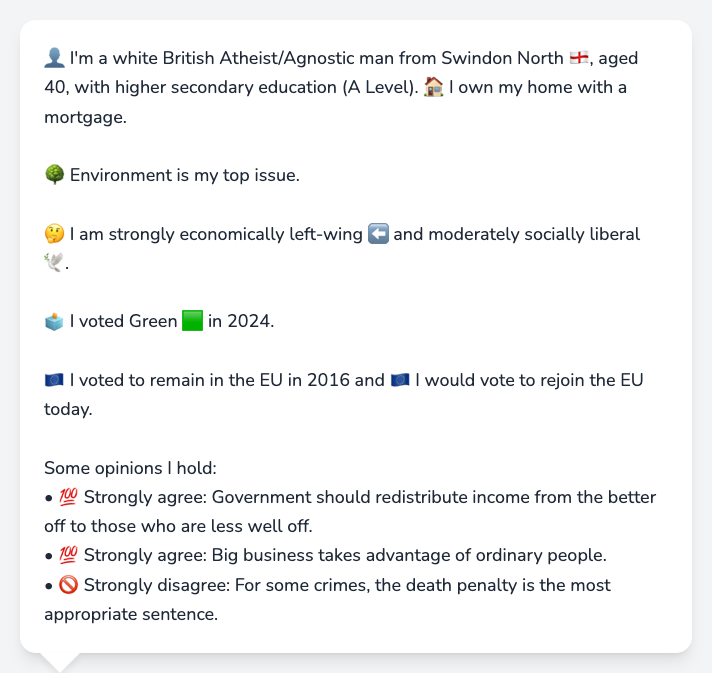 👤 I'm a white British Atheist/Agnostic man from Swindon North 🏴󠁧󠁢󠁥󠁮󠁧󠁿, aged
40, with higher secondary education (A Level). 🏠 I own my home with a
mortgage.
🌳 Environment is my top issue.
🤔 I am strongly economically left-wing ⬅️ and moderately socially liberal
🕊️.
🗳️ I voted Green 🟩 in 2024.
🇪🇺 I voted to remain in the EU in 2016 and 🇪🇺 I would vote to rejoin the EU
today.
Some opinions I hold:
• 💯 Strongly agree: Government should redistribute income from the better
off to those who are less well off.
• 💯 Strongly agree: Big business takes advantage of ordinary people.
• 🚫 Strongly disagree: For some crimes, the death penalty is the most
appropriate sentence.